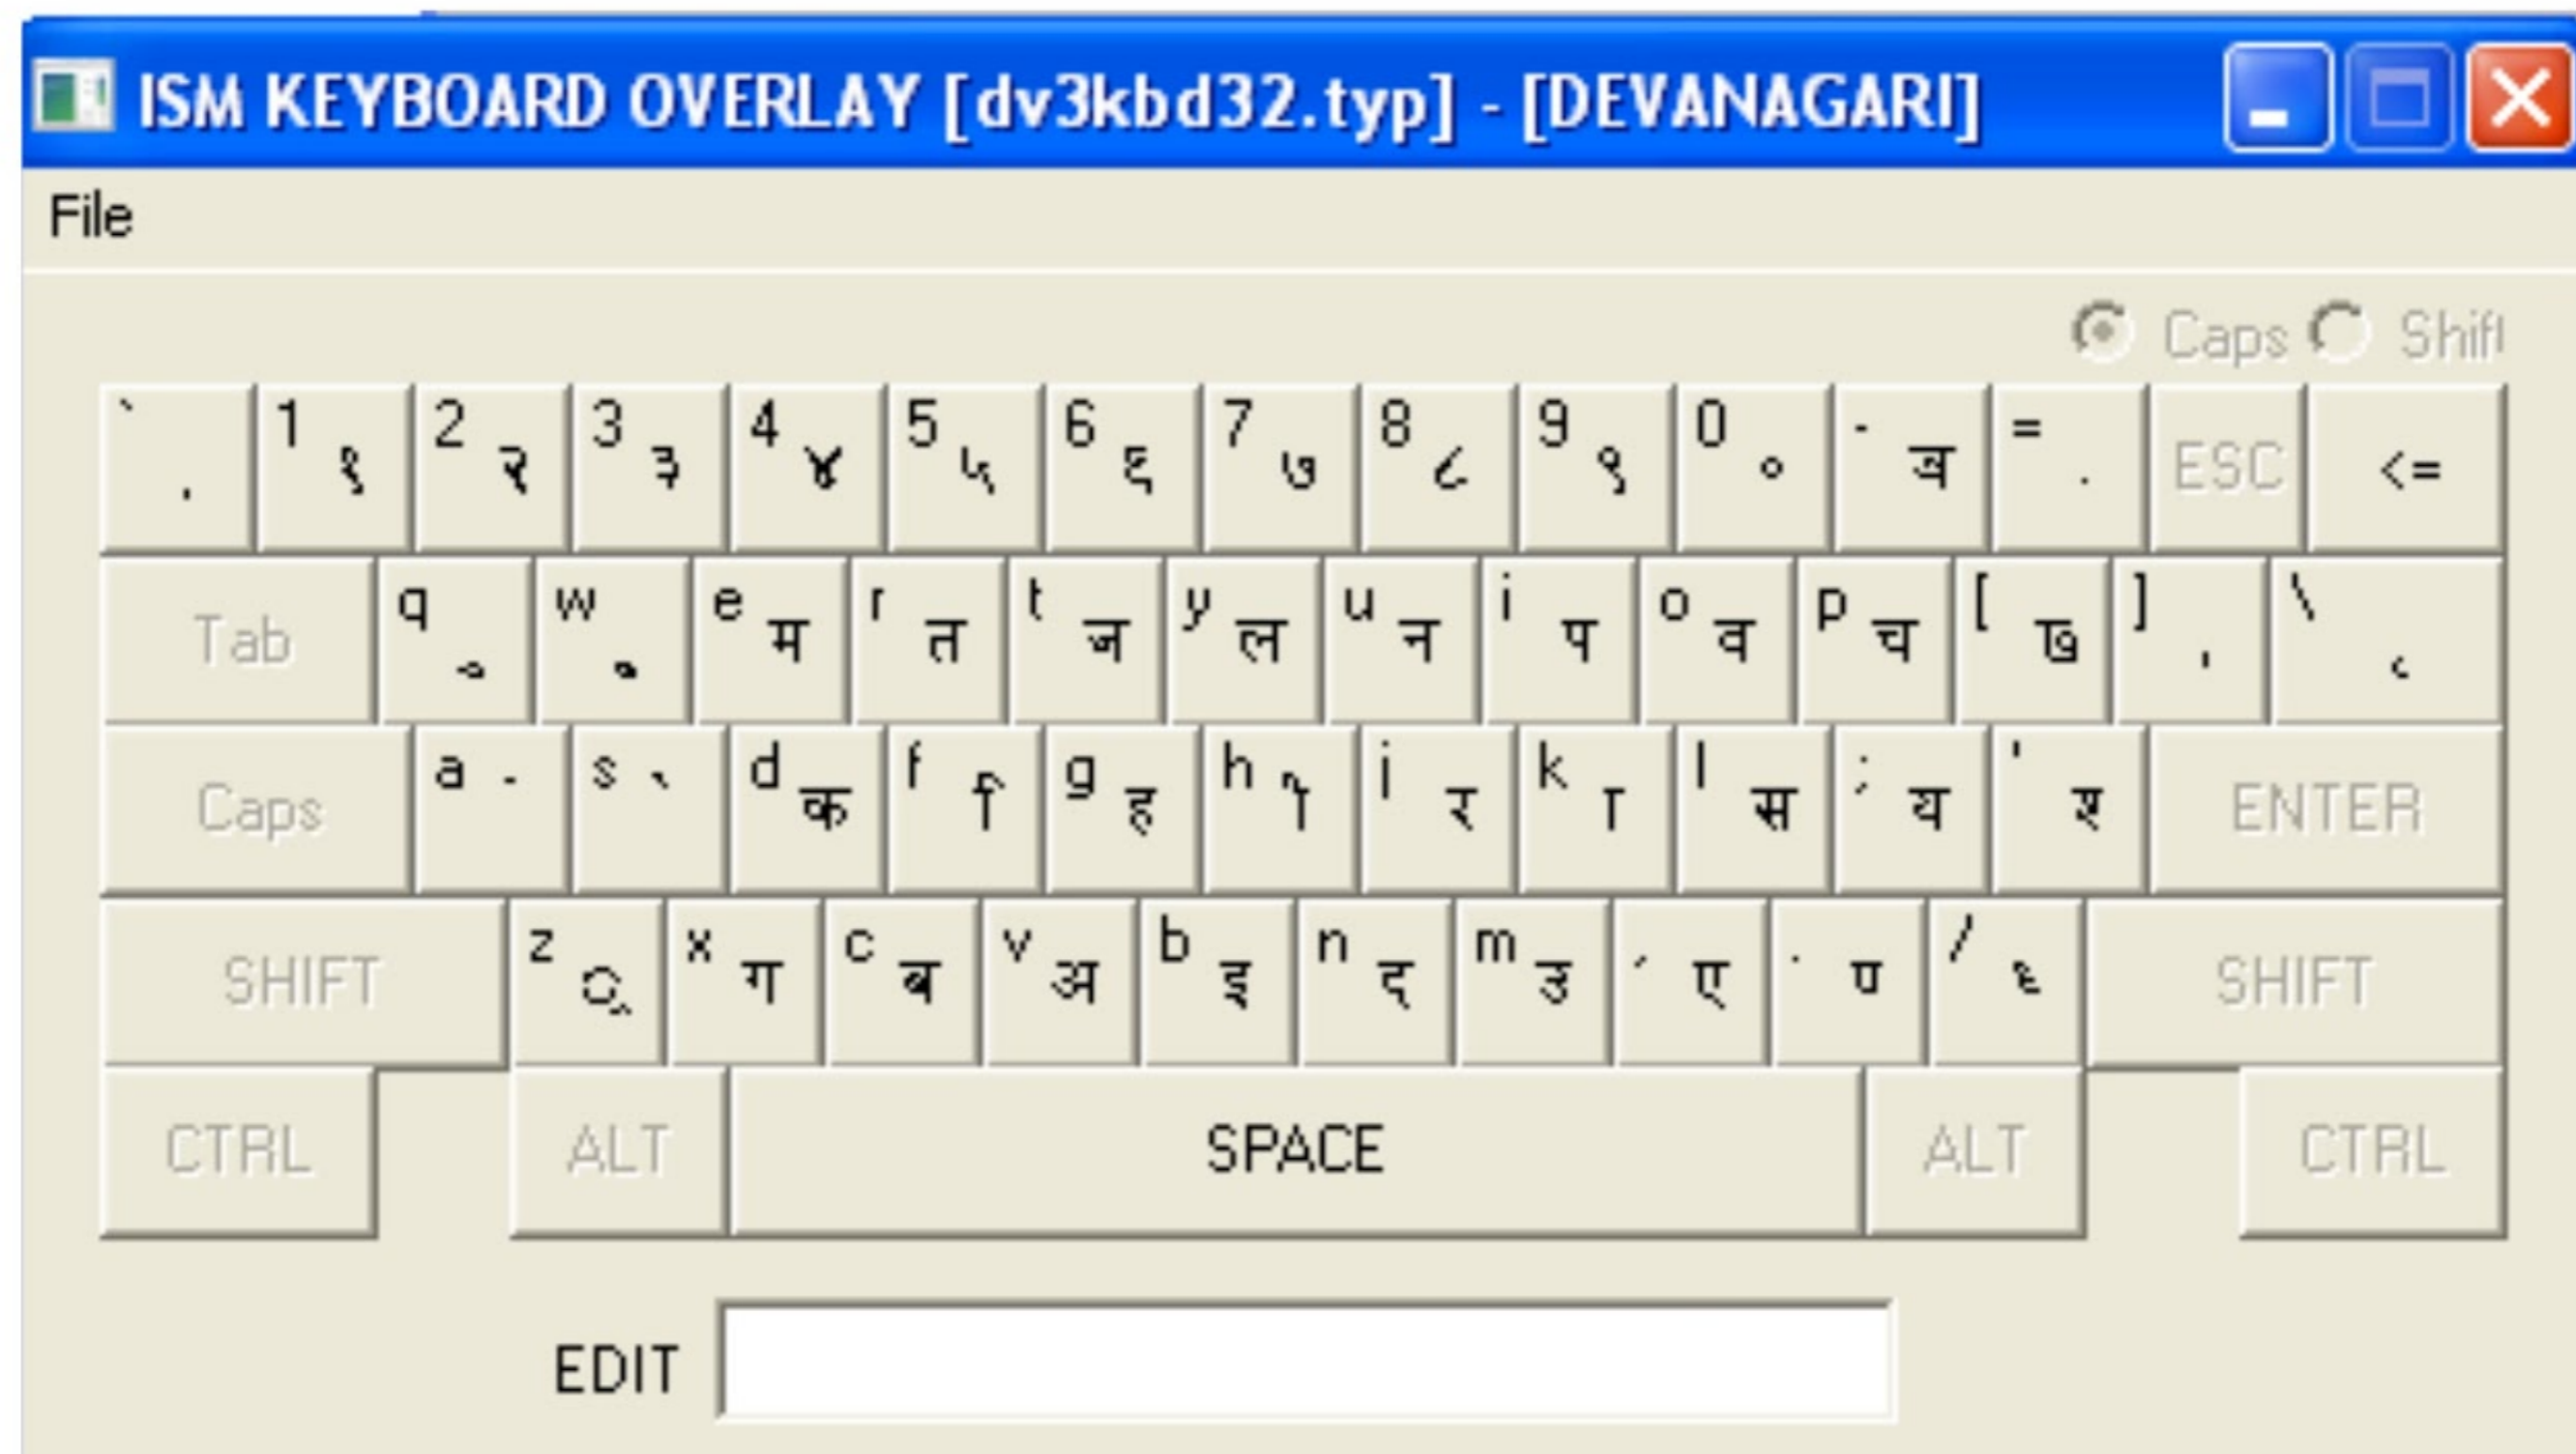 ISM KEYBOARD OVERLAY [dv3kbd32.typ] - [DEVANAGARI]
File
Caps Shift
` , 1 १ 2 २ 3 ३ 4 ४ 5 ५ 6 ६ 7 ७ 8 ८ 9 ९ 0 ० - = . ESC <=
Tab q w e म r त t ज y ल u न i प o व p च [ ] , \
Caps a - s d क f ि g ह h ी j र k ा l स ; य ' ENTER
SHIFT z ृ x ग c ब v अ b इ n द m उ ए . / SHIFT
CTRL ALT SPACE ALT CTRL
EDIT